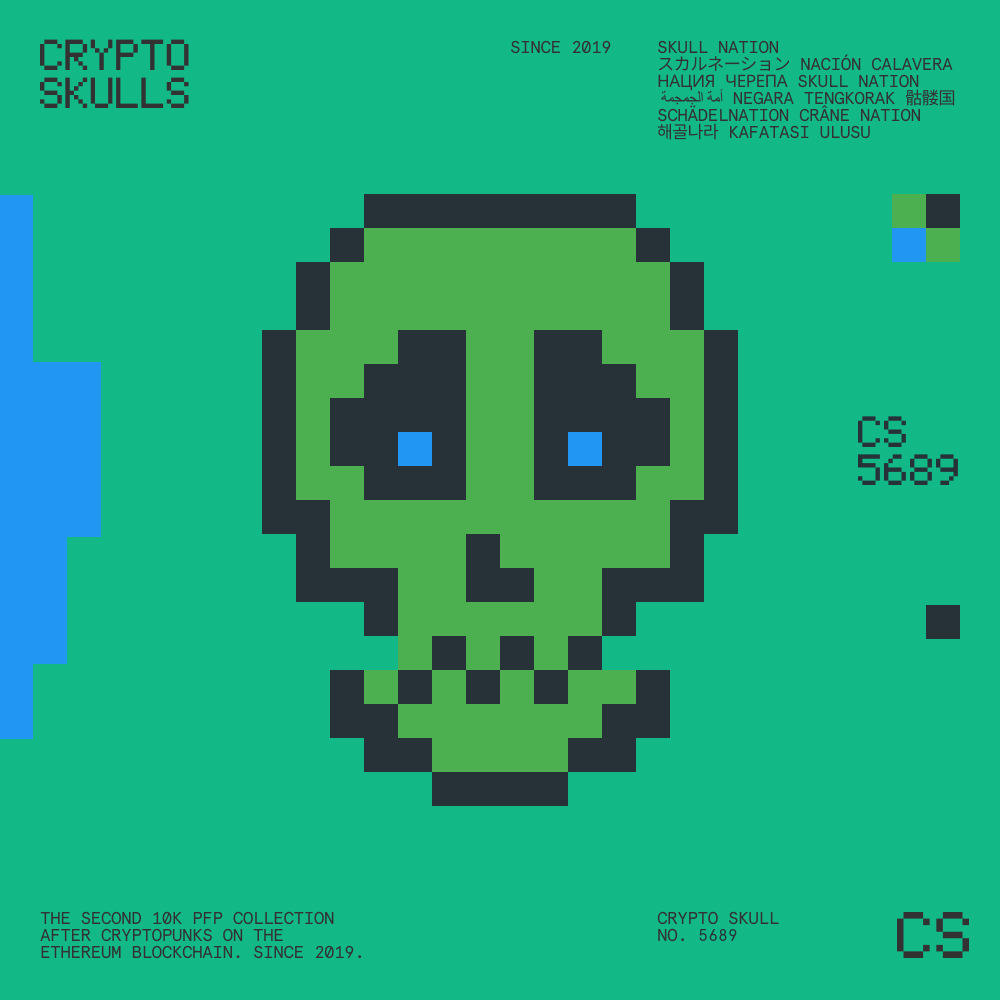 CRYPTO
SKULLS
SINCE 2019
SKULL NATION
スカルネーション NACIÓN CALAVERA
НАЦИЯ ЧЕРЕПА SKULL NATION
أمة الجمجمة NEGARA TENGKORAK 骷髅国
SCHÄDELNATION CRÂNE NATION
해골나라 KAFATASI ULUSU
CS
5689
THE SECOND 10K PFP COLLECTION
AFTER CRYPTOPUNKS ON THE
ETHEREUM BLOCKCHAIN. SINCE 2019.
CRYPTO SKULL
NO. 5689
CS